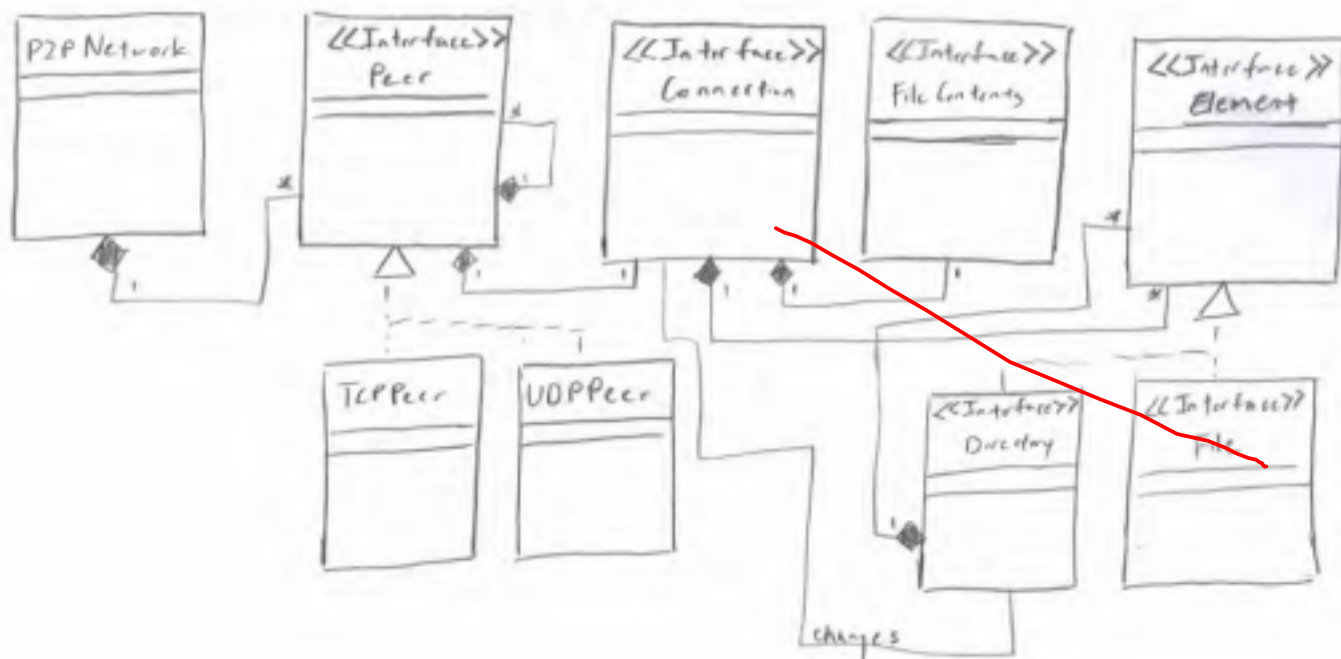 P2P Network
<<Interface>>
Peer
<<Interface>>
Connection
<<Interface>>
File Contents
<<Interface>>
Element
*
1
*
1
1
1
1
1
1
*
*
1
TCPPeer
UDPPeer
<<Interface>>
Directory
<<Interface>>
File
changes